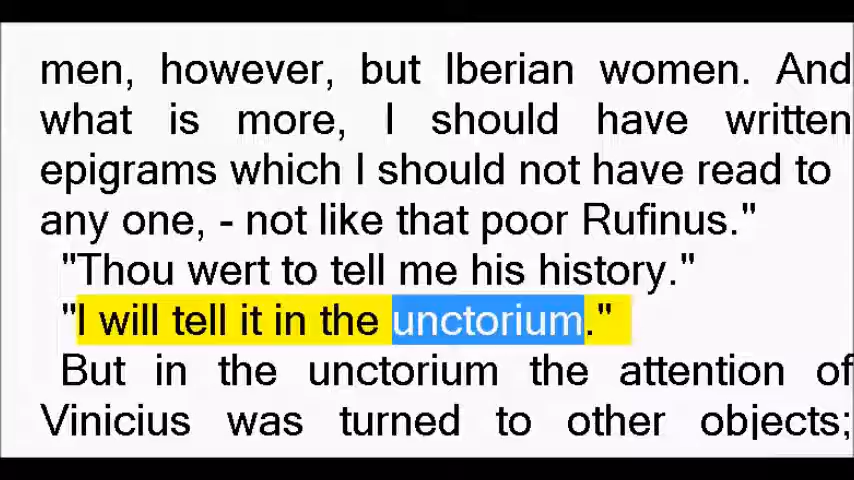 men, however, but Iberian women. And
what is more, I should have written
epigrams which I should not have read to
any one, - not like that poor Rufinus."
"Thou wert to tell me his history."
"I will tell it in the unctorium."
But in the unctorium the attention of
Vinicius was turned to other objects;